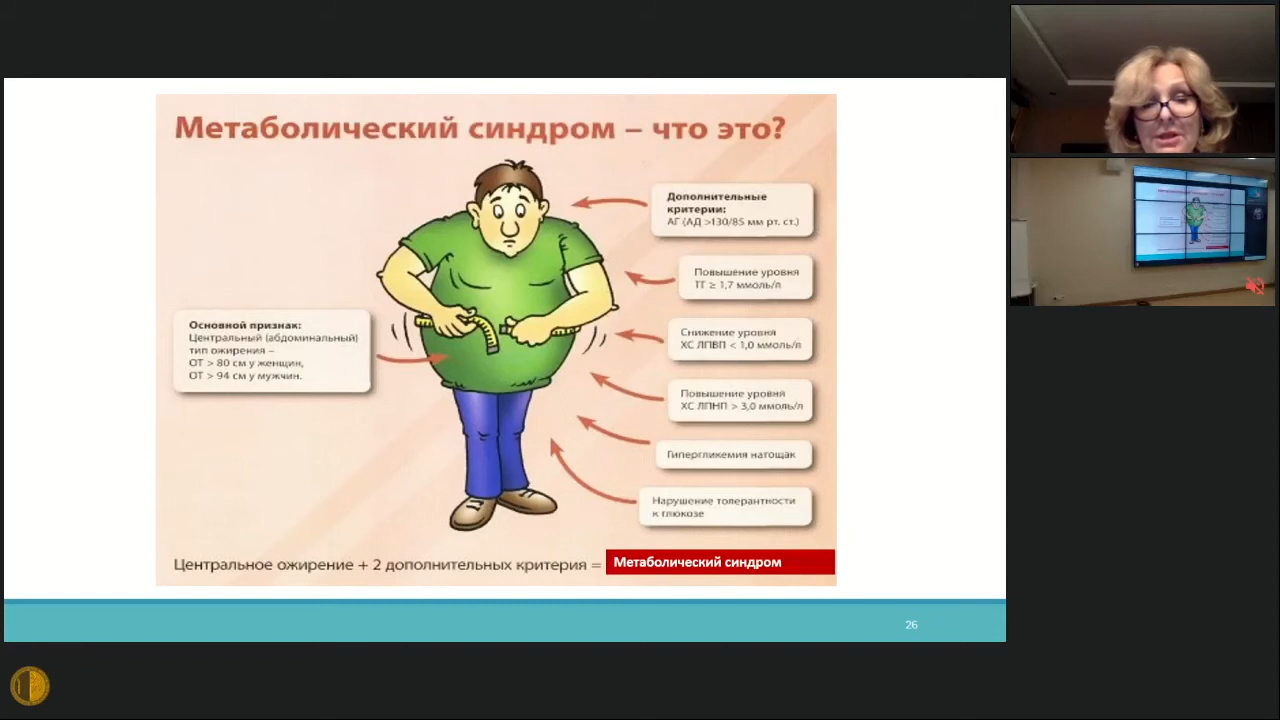 Метаболический синдром – что это?
Дополнительные
критерии:
АГ (АД >130/85 мм рт. ст.)
Повышение уровня
ТГ ≥ 1,7 ммоль/л
Основной признак:
Центральный (абдоминальный)
тип ожирения –
ОТ > 80 см у женщин,
ОТ > 94 см у мужчин.
Снижение уровня
ХС ЛПВП < 1,0 ммоль/л
Повышение уровня
ХС ЛПНП > 3,0 ммоль/л
Гипергликемия натощак
Нарушение толерантности
к глюкозе
Центральное ожирение + 2 дополнительных критерия = Метаболический синдром
26